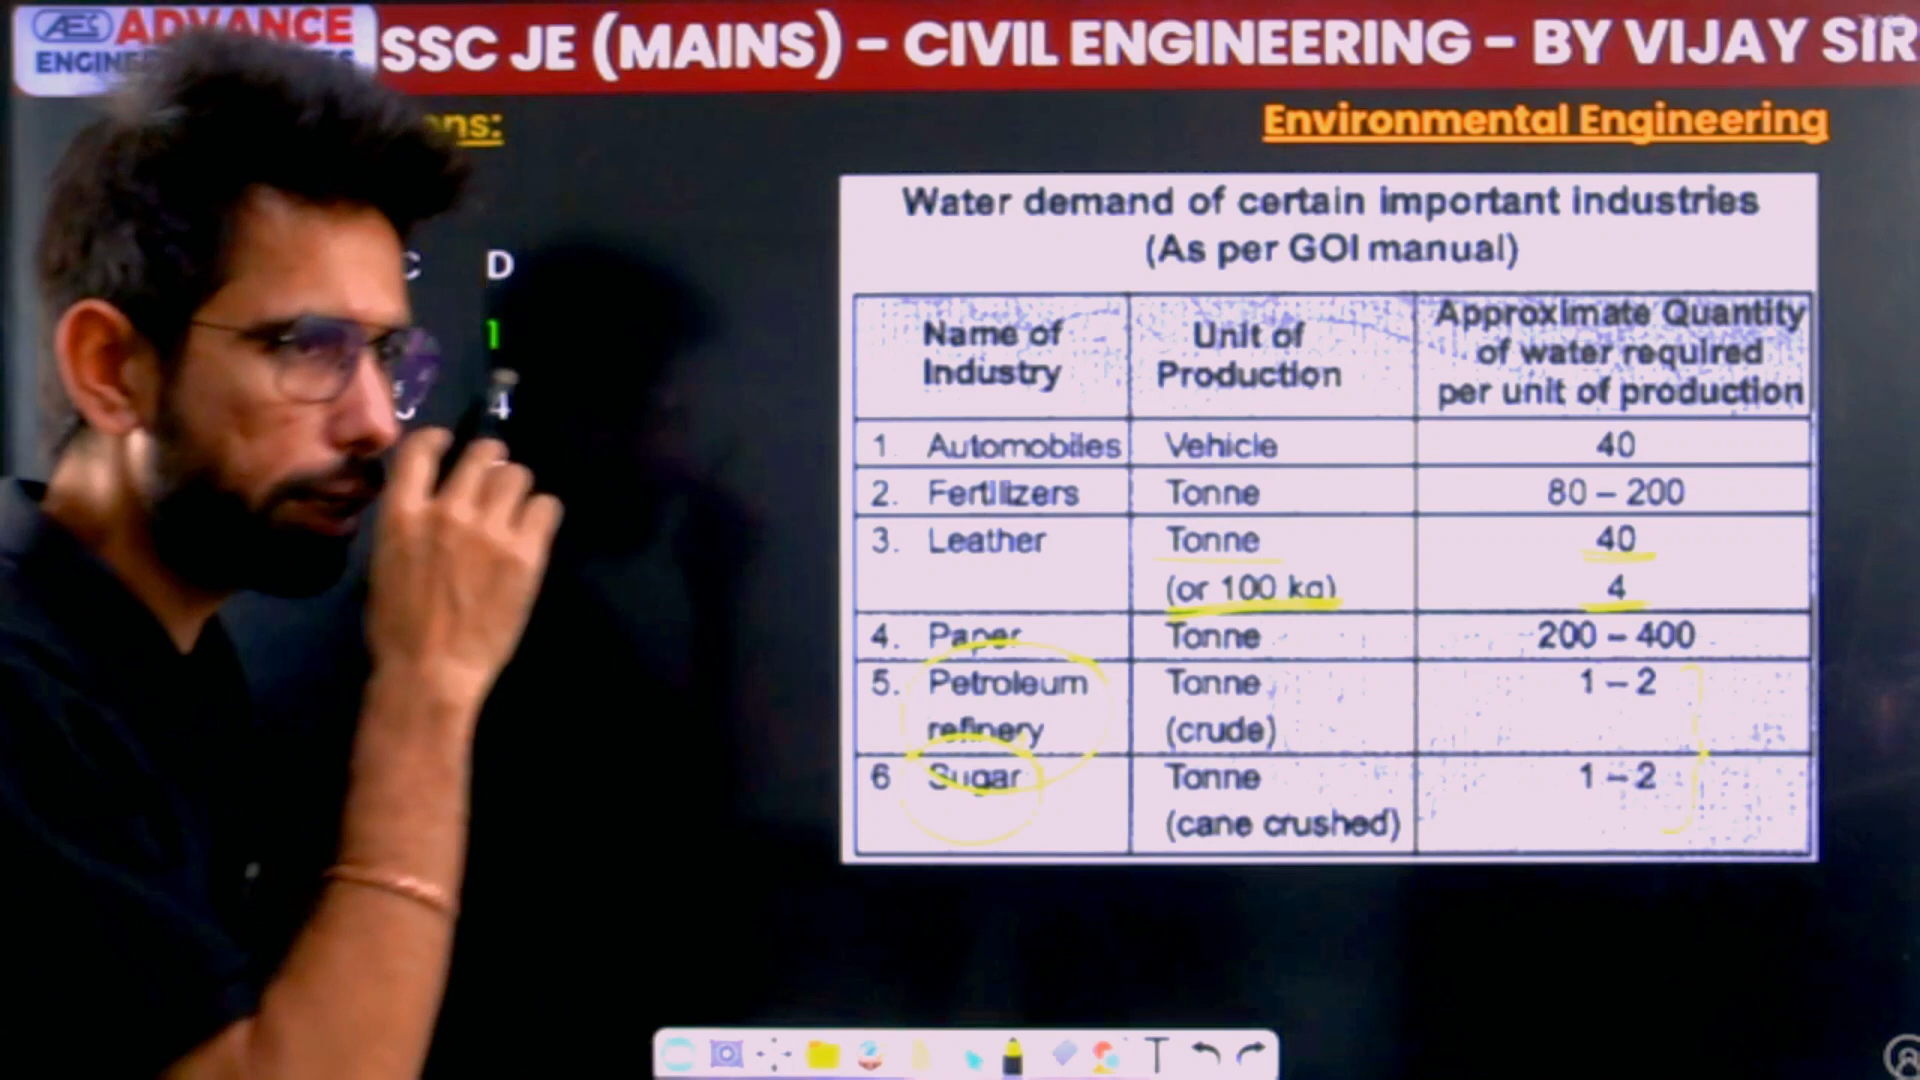 AES ADVANCE
SSC JE (MAINS) - CIVIL ENGINEERING - BY VIJAY SIR
ns:
Environmental Engineering
C D
1
4
Water demand of certain important industries
(As per GOI manual)
Name of Industry
Unit of Production
Approximate Quantity of water required per unit of production
1. Automobiles Vehicle 40
2. Fertilizers Tonne 80 – 200
3. Leather Tonne 40
(or 100 kg) 4
4. Paper Tonne 200 – 400
5. Petroleum Tonne 1 – 2
refinery (crude)
6 Sugar Tonne 1 – 2
(cane crushed)
T